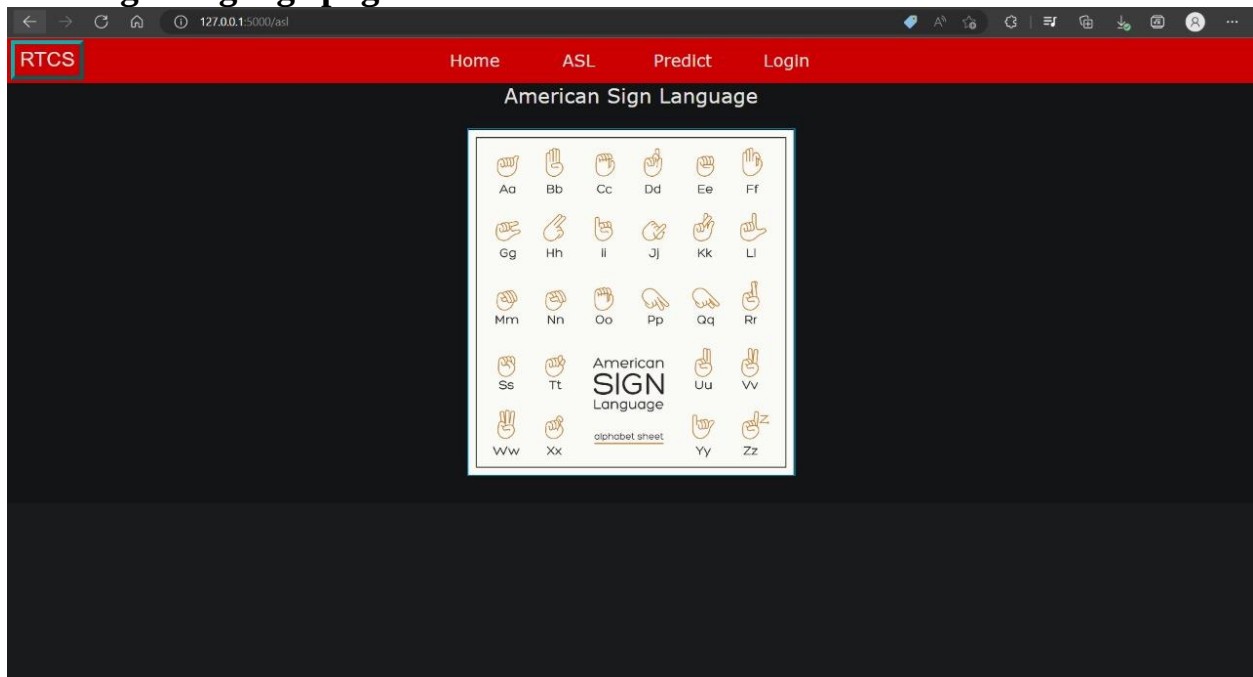 127.0.0.1:5000/asl
RTCS
Home ASL Predict Login
American Sign Language
Aa Bb Cc Dd Ee Ff
Gg Hh Ii Jj Kk Ll
Mm Nn Oo Pp Qq Rr
Ss Tt Uu Vv
American
SIGN
Language
alphabet sheet
Ww Xx Yy Zz
Z